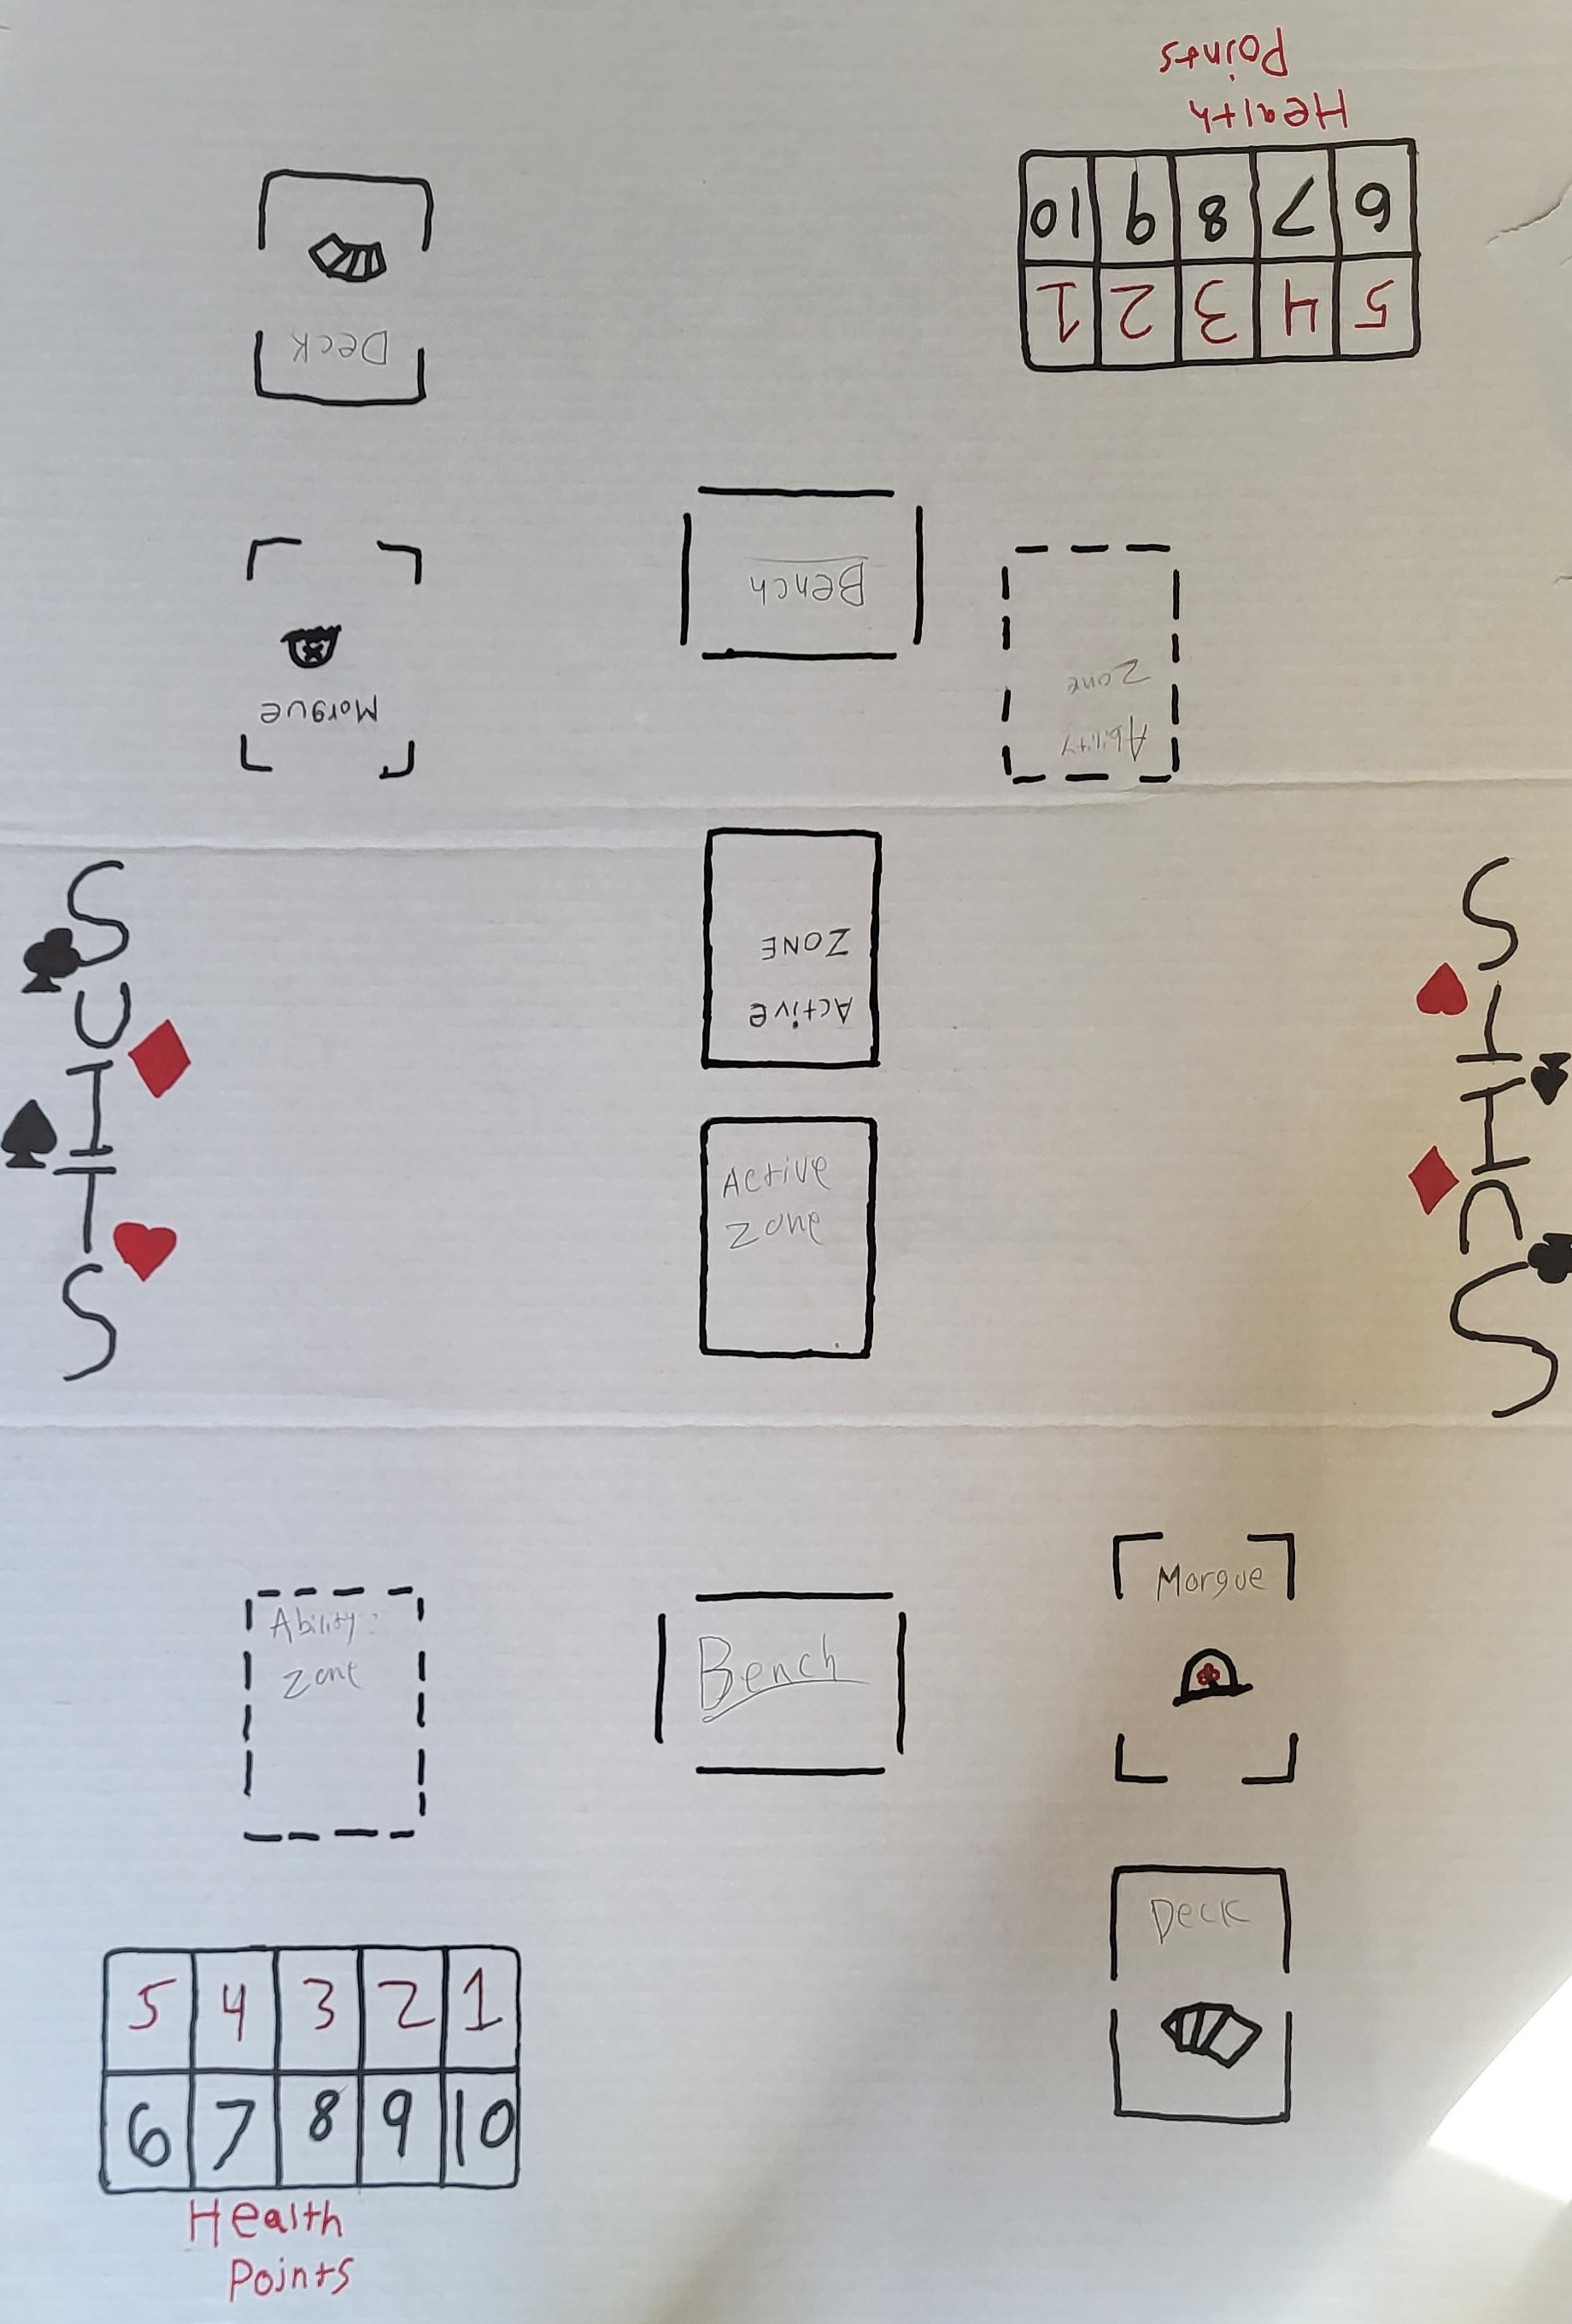 Health
Points
10 9 8 7 6
1 2 3 4 5
Deck
Bench
Ability
Zone
Morgue
Active
ZONE
SUITS
SUITS
Active
Zone
Morgue
Ability
Zone
Bench
Deck
5 4 3 2 1
6 7 8 9 10
Health
Points